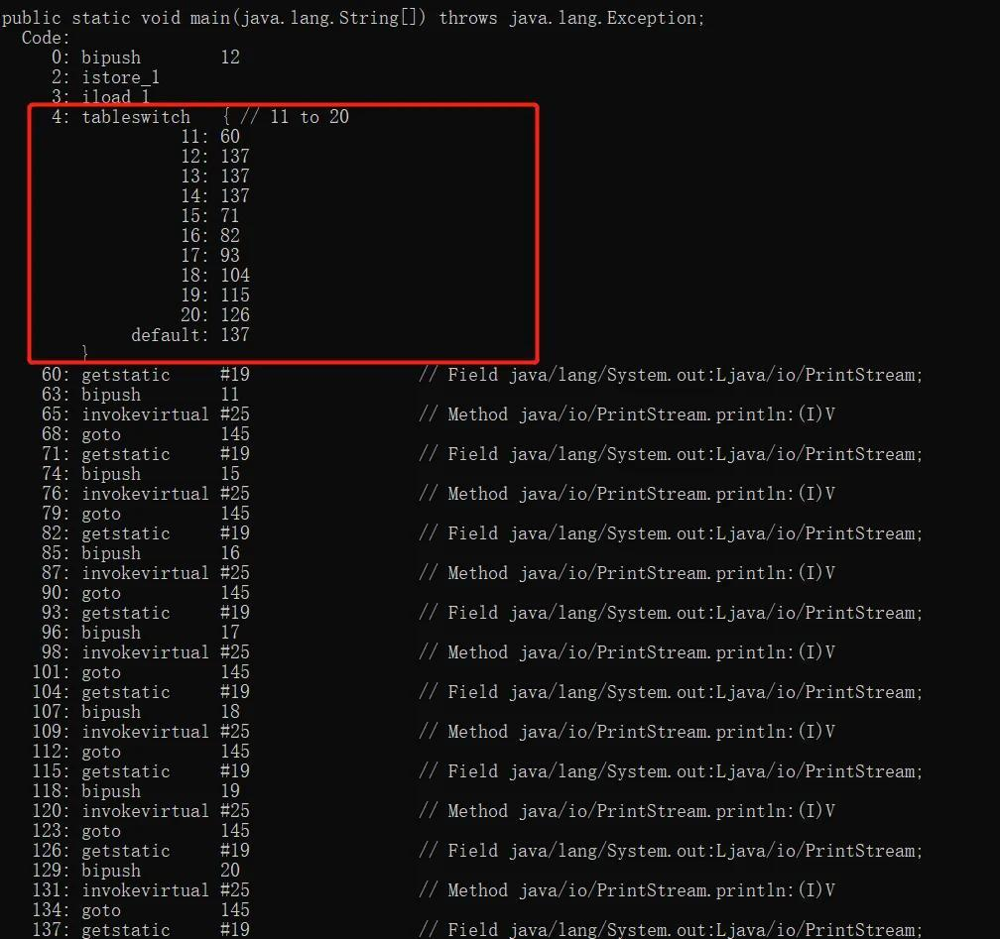 public static void main(java.lang.String[]) throws java.lang.Exception;
Code:
0: bipush 12
2: istore_1
3: iload_1
4: tableswitch { // 11 to 20
11: 60
12: 137
13: 137
14: 137
15: 71
16: 82
17: 93
18: 104
19: 115
20: 126
default: 137
}
60: getstatic #19 // Field java/lang/System.out:Ljava/io/PrintStream;
63: bipush 11
65: invokevirtual #25 // Method java/io/PrintStream.println:(I)V
68: goto 145
71: getstatic #19 // Field java/lang/System.out:Ljava/io/PrintStream;
74: bipush 15
76: invokevirtual #25 // Method java/io/PrintStream.println:(I)V
79: goto 145
82: getstatic #19 // Field java/lang/System.out:Ljava/io/PrintStream;
85: bipush 16
87: invokevirtual #25 // Method java/io/PrintStream.println:(I)V
90: goto 145
93: getstatic #19 // Field java/lang/System.out:Ljava/io/PrintStream;
96: bipush 17
98: invokevirtual #25 // Method java/io/PrintStream.println:(I)V
101: goto 145
104: getstatic #19 // Field java/lang/System.out:Ljava/io/PrintStream;
107: bipush 18
109: invokevirtual #25 // Method java/io/PrintStream.println:(I)V
112: goto 145
115: getstatic #19 // Field java/lang/System.out:Ljava/io/PrintStream;
118: bipush 19
120: invokevirtual #25 // Method java/io/PrintStream.println:(I)V
123: goto 145
126: getstatic #19 // Field java/lang/System.out:Ljava/io/PrintStream;
129: bipush 20
131: invokevirtual #25 // Method java/io/PrintStream.println:(I)V
134: goto 145
137: getstatic #19 // Field java/lang/System.out:Ljava/io/PrintStream;